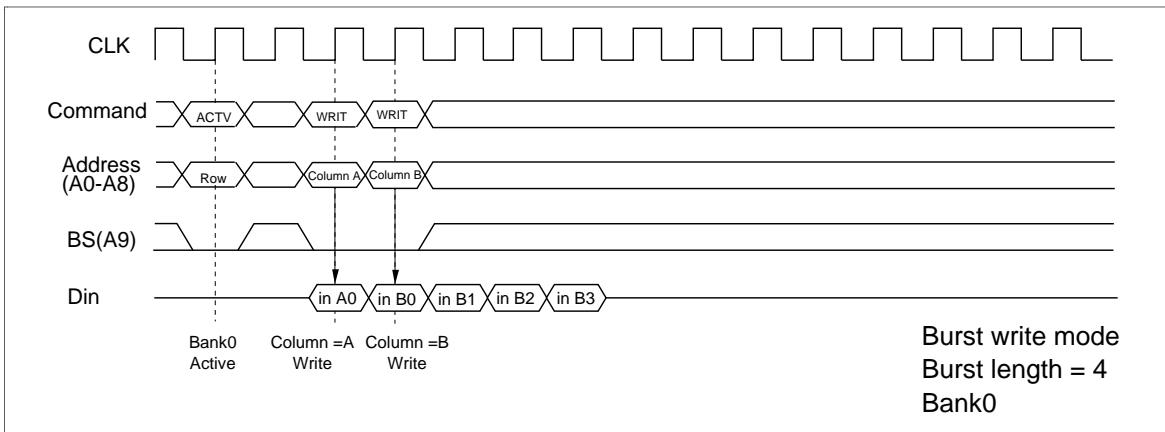 CLK
Command
ACTV
WRIT
WRIT
Address
(A0-A8)
Row
Column A
Column B
BS(A9)
Din
in A0
in B0
in B1
in B2
in B3
Bank0
Active
Column =A
Write
Column =B
Write
Burst write mode
Burst length = 4
Bank0